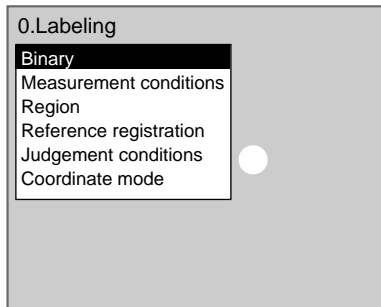 0.Labeling
Binary
Measurement conditions
Region
Reference registration
Judgement conditions
Coordinate mode